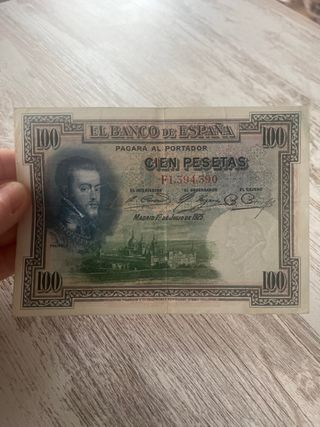 100 100
EL BANCO DE ESPAÑA
PAGARÁ AL PORTADOR
CIEN PESETAS
F1,394,390
EL INTERVENTOR EL GOBERNADOR EL CAJERO
MADRID 1º DE JULIO DE 1925
100 100